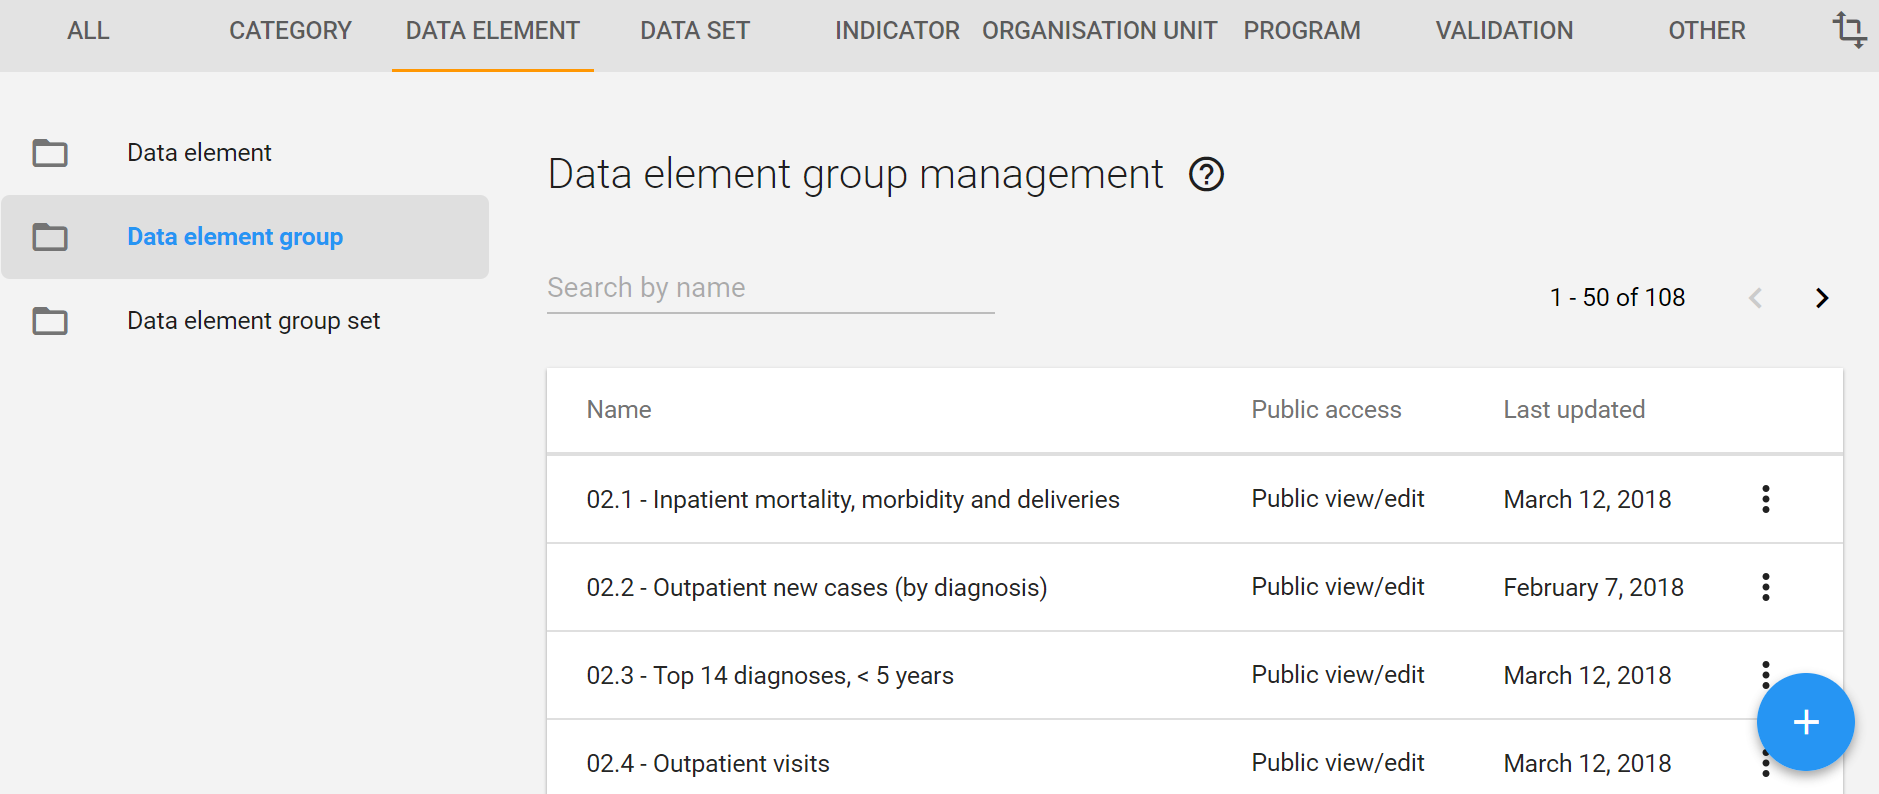 ALL CATEGORY DATA ELEMENT DATA SET INDICATOR ORGANISATION UNIT PROGRAM VALIDATION OTHER
Data element
Data element group
Data element group set
Data element group management
Search by name
1 - 50 of 108
Name Public access Last updated
02.1 - Inpatient mortality, morbidity and deliveries Public view/edit March 12, 2018
02.2 - Outpatient new cases (by diagnosis) Public view/edit February 7, 2018
02.3 - Top 14 diagnoses, < 5 years Public view/edit March 12, 2018
02.4 - Outpatient visits Public view/edit March 12, 2018